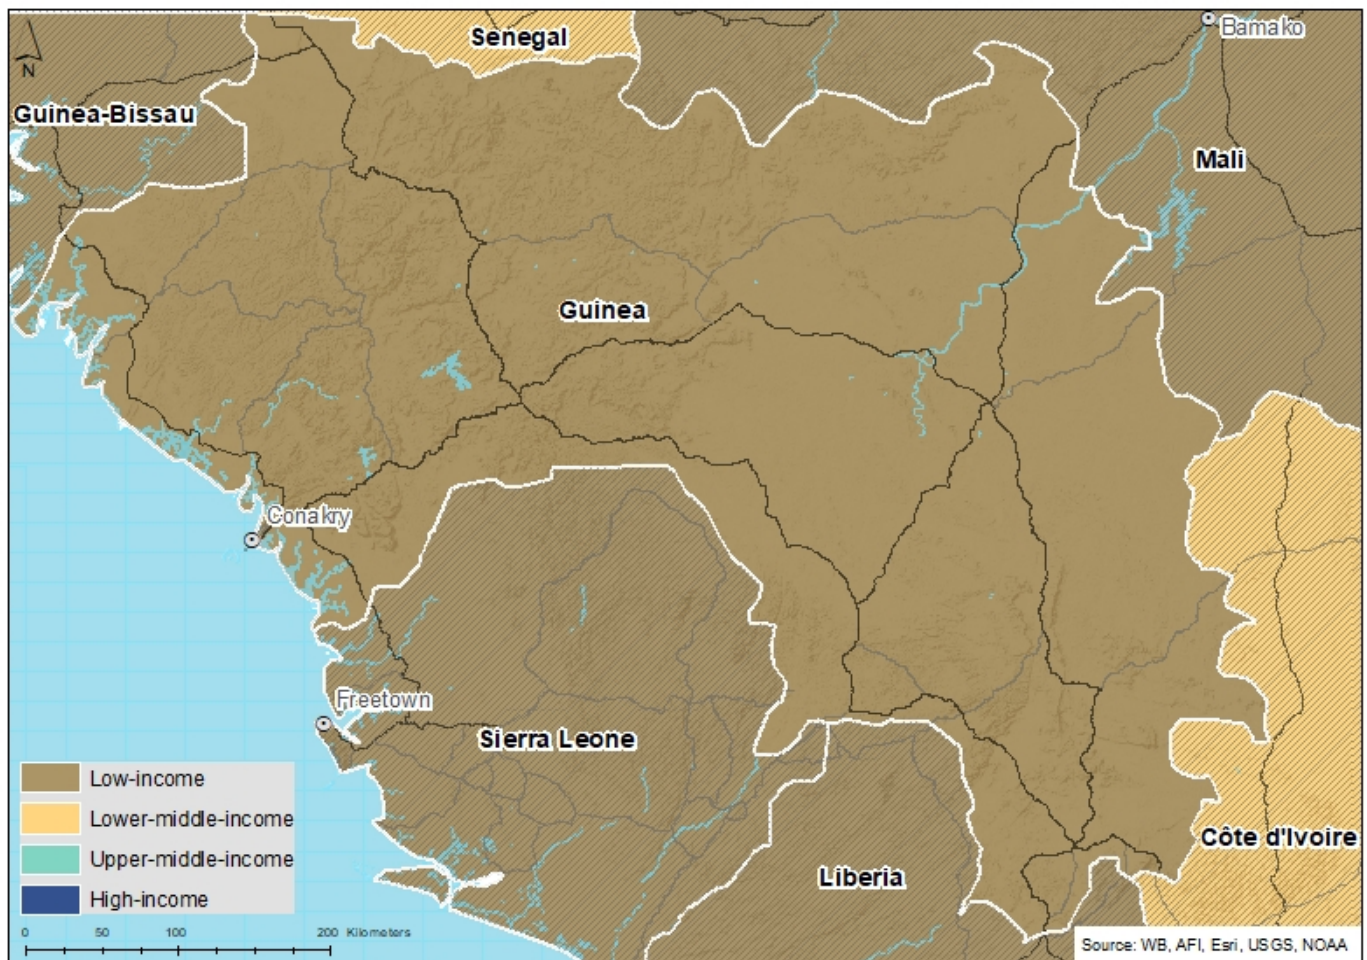 Senegal
Bamako
N
Guinea-Bissau
Mali
Guinea
Conakry
Freetown
Sierra Leone
Low-income
Lower-middle-income
Upper-middle-income
High-income
Côte d'Ivoire
Liberia
0 50 100 200 Kilometers
Source: WB, AFI, Esri, USGS, NOAA